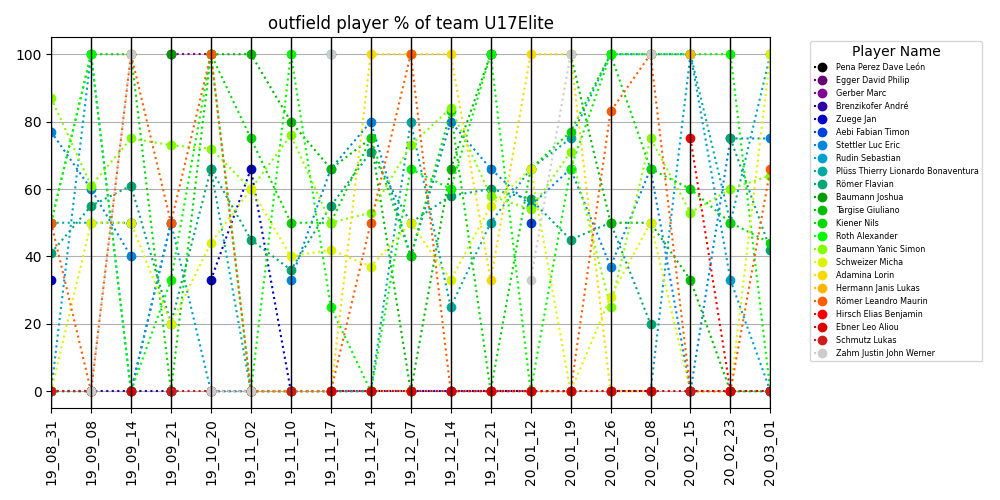 outfield player % of team U17Elite
100
80
60
40
20
0
19_08_31
19_09_08
19_09_14
19_09_21
19_10_20
19_11_02
19_11_10
19_11_17
19_11_24
19_12_07
19_12_14
19_12_21
20_01_12
20_01_19
20_01_26
20_02_08
20_02_15
20_02_23
20_03_01
Player Name
Pena Perez Dave León
Egger David Philip
Gerber Marc
Brenzikofer André
Zuege Jan
Aebi Fabian Timon
Stettler Luc Eric
Rudin Sebastian
Plüss Thierry Lionardo Bonaventura
Römer Flavian
Baumann Joshua
Targise Giuliano
Kiener Nils
Roth Alexander
Baumann Yanic Simon
Schweizer Micha
Adamina Lorin
Hermann Janis Lukas
Römer Leandro Maurin
Hirsch Elias Benjamin
Ebner Leo Aliou
Schmutz Lukas
Zahm Justin John Werner